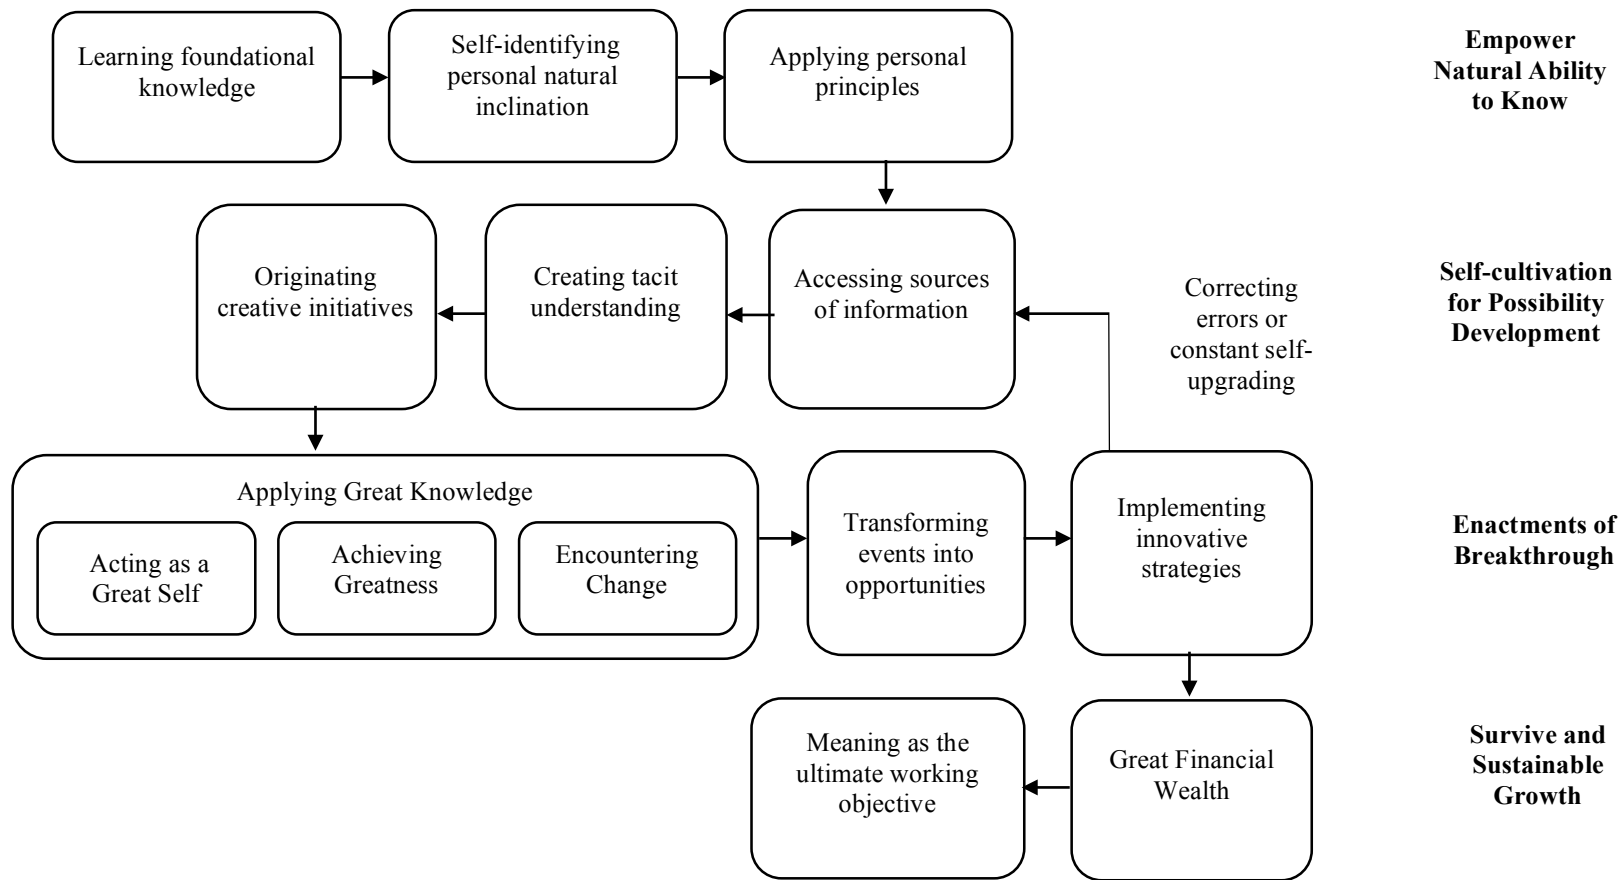 Learning foundational
knowledge
Self-identifying
personal natural
inclination
Applying personal
principles
Empower
Natural Ability
to Know
Originating
creative initiatives
Creating tacit
understanding
Accessing sources
of information
Correcting
errors or
constant self-
upgrading
Self-cultivation
for Possibility
Development
Applying Great Knowledge
Acting as a
Great Self
Achieving
Greatness
Encountering
Change
Transforming
events into
opportunities
Implementing
innovative
strategies
Enactments of
Breakthrough
Meaning as the
ultimate working
objective
Great Financial
Wealth
Survive and
Sustainable
Growth